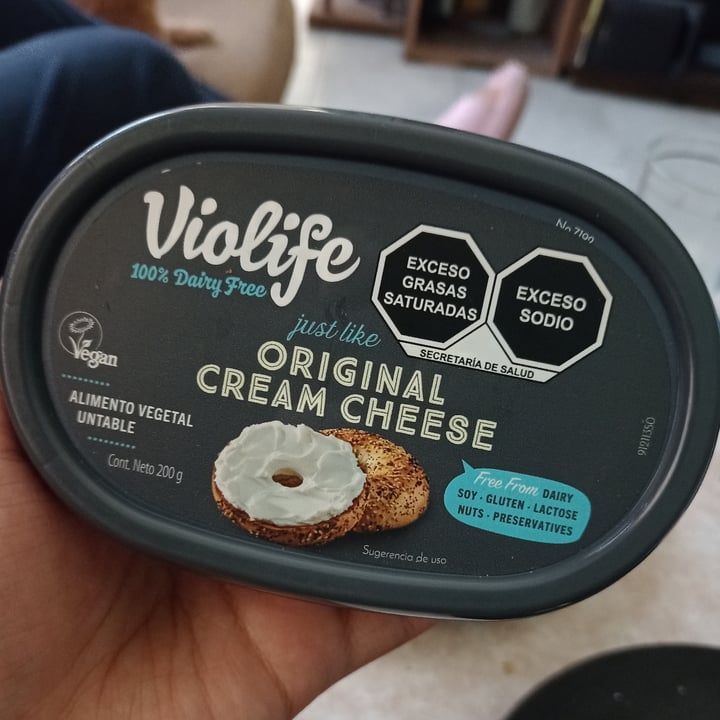 Violife
100% Dairy Free
EXCESO
GRASAS
SATURADAS
EXCESO
SODIO
SECRETARÍA DE SALUD
just like
ORIGINAL
CREAM CHEESE
Vegan
ALIMENTO VEGETAL
UNTABLE
Cont. Neto 200 g
Free From DAIRY
SOY · GLUTEN · LACTOSE
NUTS · PRESERVATIVES
Sugerencia de uso